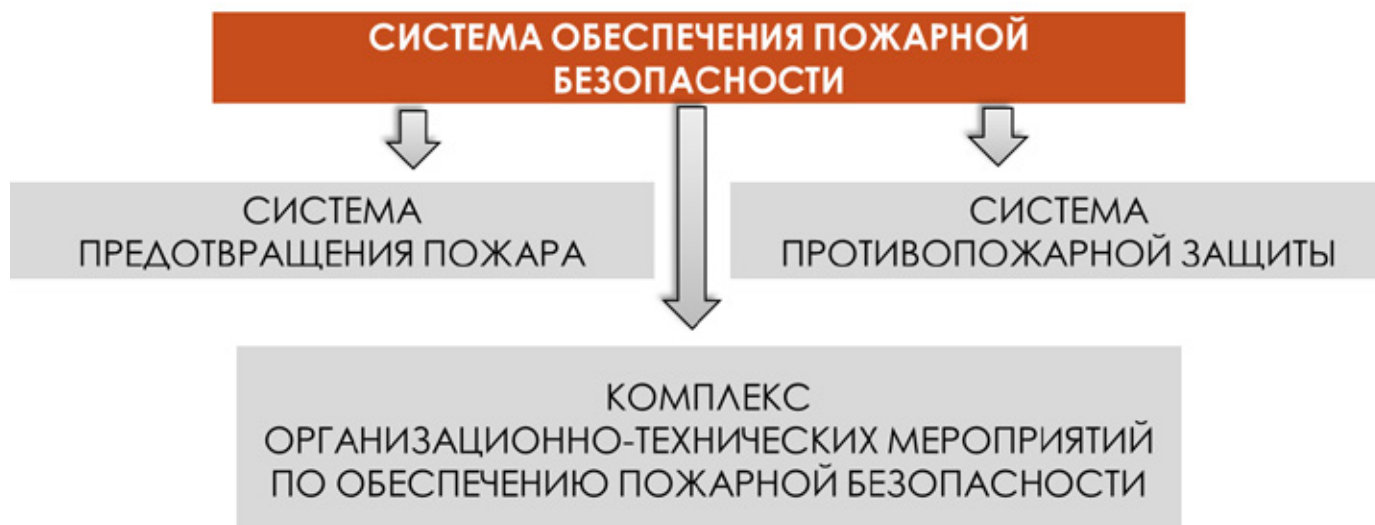 СИСТЕМА ОБЕСПЕЧЕНИЯ ПОЖАРНОЙ
БЕЗОПАСНОСТИ
СИСТЕМА
ПРЕДОТВРАЩЕНИЯ ПОЖАРА
СИСТЕМА
ПРОТИВОПОЖАРНОЙ ЗАЩИТЫ
КОМПЛЕКС
ОРГАНИЗАЦИОННО-ТЕХНИЧЕСКИХ МЕРОПРИЯТИЙ
ПО ОБЕСПЕЧЕНИЮ ПОЖАРНОЙ БЕЗОПАСНОСТИ